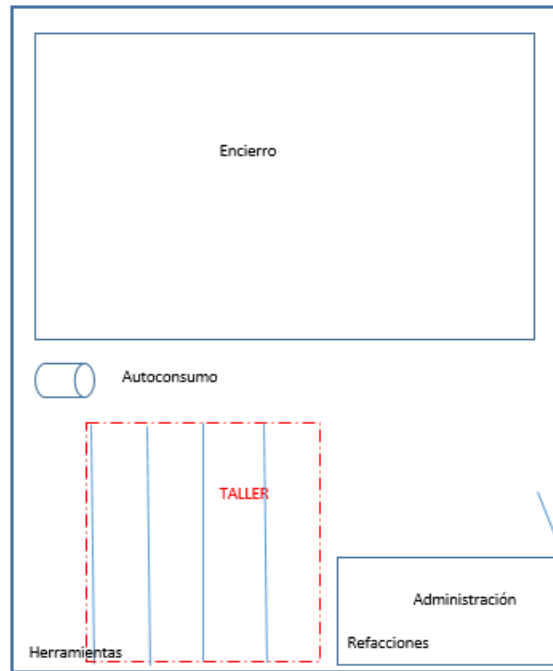 Encierro
Autoconsumo
TALLER
Administración
Refacciones
Herramientas